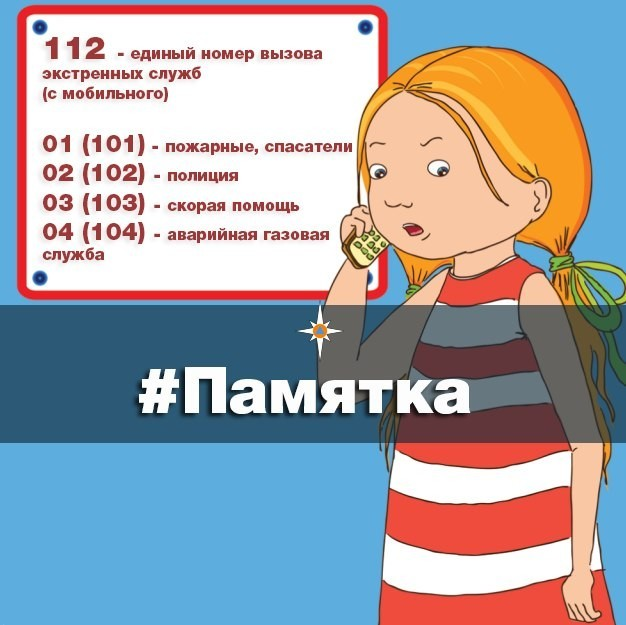 112 - единый номер вызова
экстренных служб
(с мобильного)
01 (101) - пожарные, спасатели
02 (102) - полиция
03 (103) - скорая помощь
04 (104) - аварийная газовая
служба
#Памятка